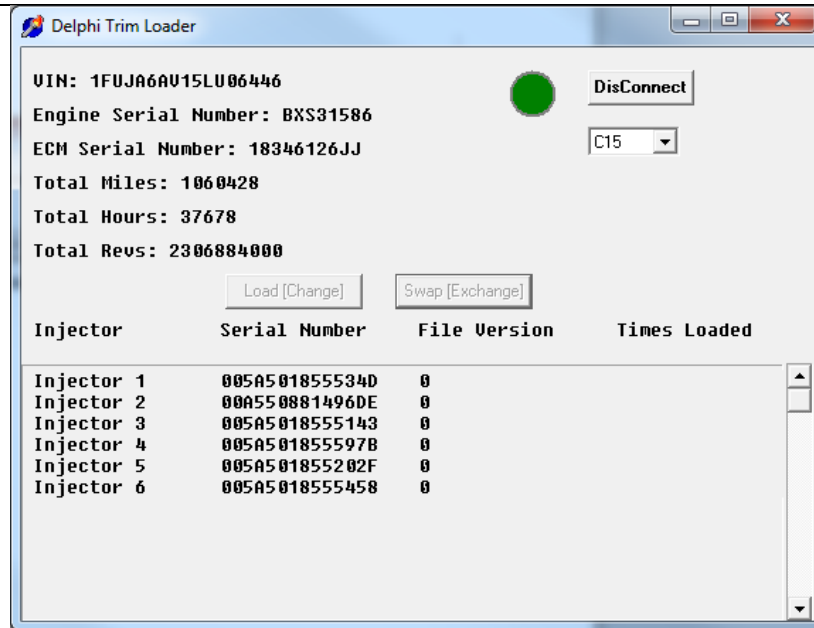 Delphi Trim Loader
VIN: 1FUJA6AV15LU06446
DisConnect
Engine Serial Number: BXS31586
ECM Serial Number: 18346126JJ
C15
Total Miles: 1060428
Total Hours: 37678
Total Revs: 2306884000
Load [Change] Swap [Exchange]
Injector Serial Number File Version Times Loaded
Injector 1 005A501855534D 0
Injector 2 00A550881496DE 0
Injector 3 005A5018555143 0
Injector 4 005A501855597B 0
Injector 5 005A501855202F 0
Injector 6 005A5018555458 0